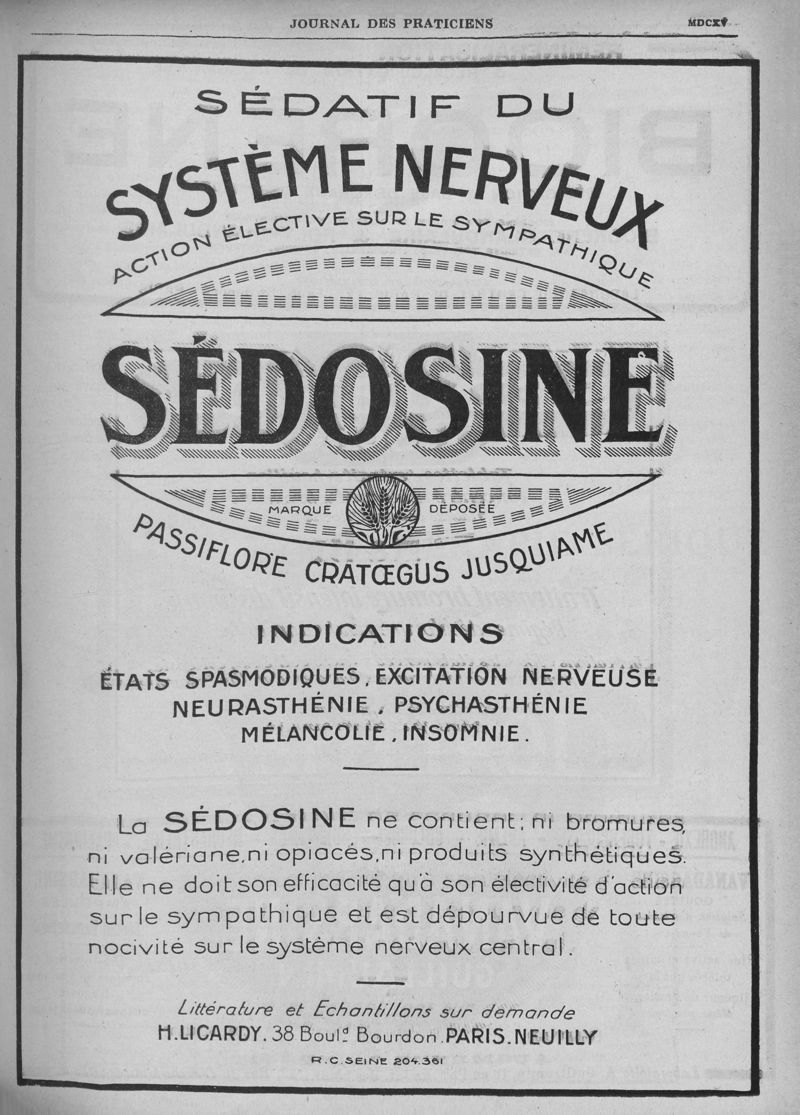 JOURNAL DES PRATICIENS
SÉDATIF DU
SYSTÈME NERVEUX
ACTION ÉLECTIVE SUR LE SYMPATHIQUE
SÉDOSINE
MARQUE DÉPOSÉE
PASSIFLORE CRATŒGUS JUSQUIAME
INDICATIONS
ÉTATS SPASMODIQUES, EXCITATION NERVEUSE
NEURASTHÉNIE, PSYCHASTHÉNIE
MÉLANCOLIE, INSOMNIE.
La SÉDOSINE ne contient; ni bromures,
ni valériane, ni opiacés, ni produits synthétiques.
Elle ne doit son efficacité qu'à son électivité d'action
sur le sympathique et est dépourvue de toute
nocivité sur le système nerveux central.
Littérature et Echantillons sur demande
H. LICARDY. 38 Boul.d Bourdon. PARIS. NEUILLY
R.C. SEINE 204.361